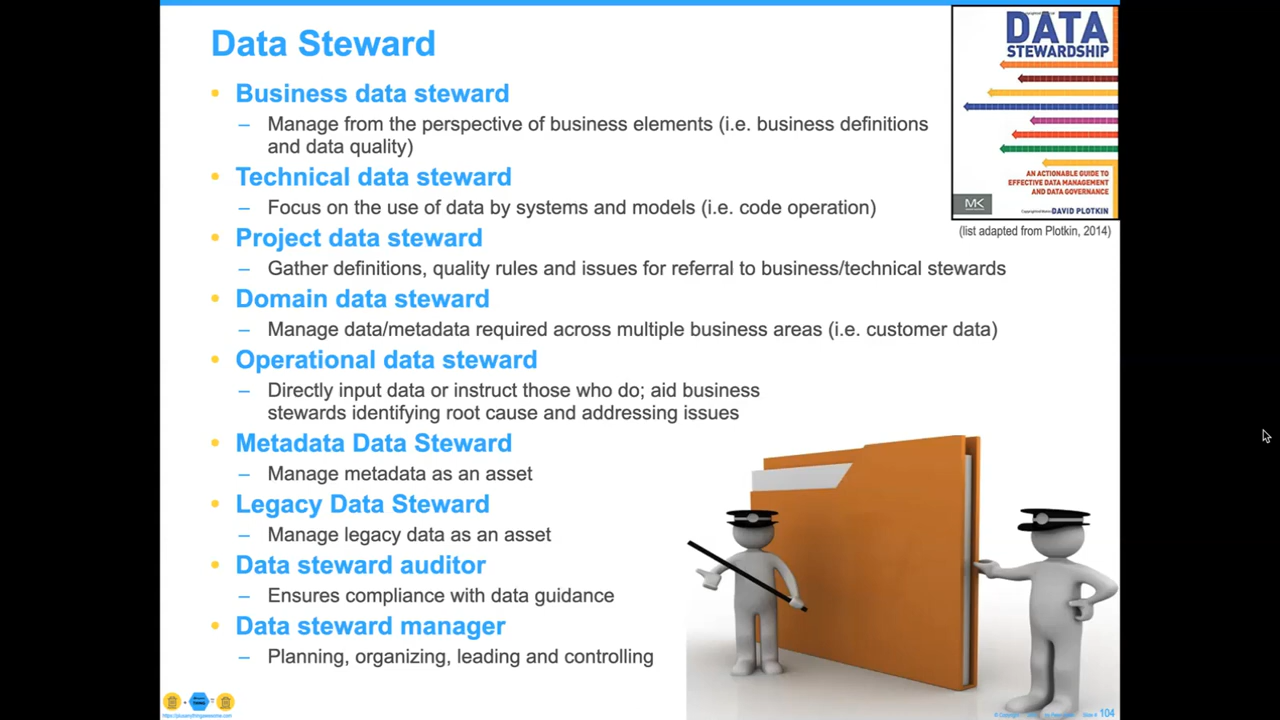 Data Steward
• Business data steward
– Manage from the perspective of business elements (i.e. business definitions
and data quality)
• Technical data steward
– Focus on the use of data by systems and models (i.e. code operation)
• Project data steward
– Gather definitions, quality rules and issues for referral to business/technical stewards
• Domain data steward
– Manage data/metadata required across multiple business areas (i.e. customer data)
• Operational data steward
– Directly input data or instruct those who do; aid business
stewards identifying root cause and addressing issues
• Metadata Data Steward
– Manage metadata as an asset
• Legacy Data Steward
– Manage legacy data as an asset
• Data steward auditor
– Ensures compliance with data guidance
• Data steward manager
– Planning, organizing, leading and controlling
DATA
STEWARDSHIP
AN ACTIONABLE GUIDE TO
EFFECTIVE DATA MANAGEMENT
AND DATA GOVERNANCE
MK
DAVID PLOTKIN
(list adapted from Plotkin, 2014)
https://plusanythingawesome.com
104